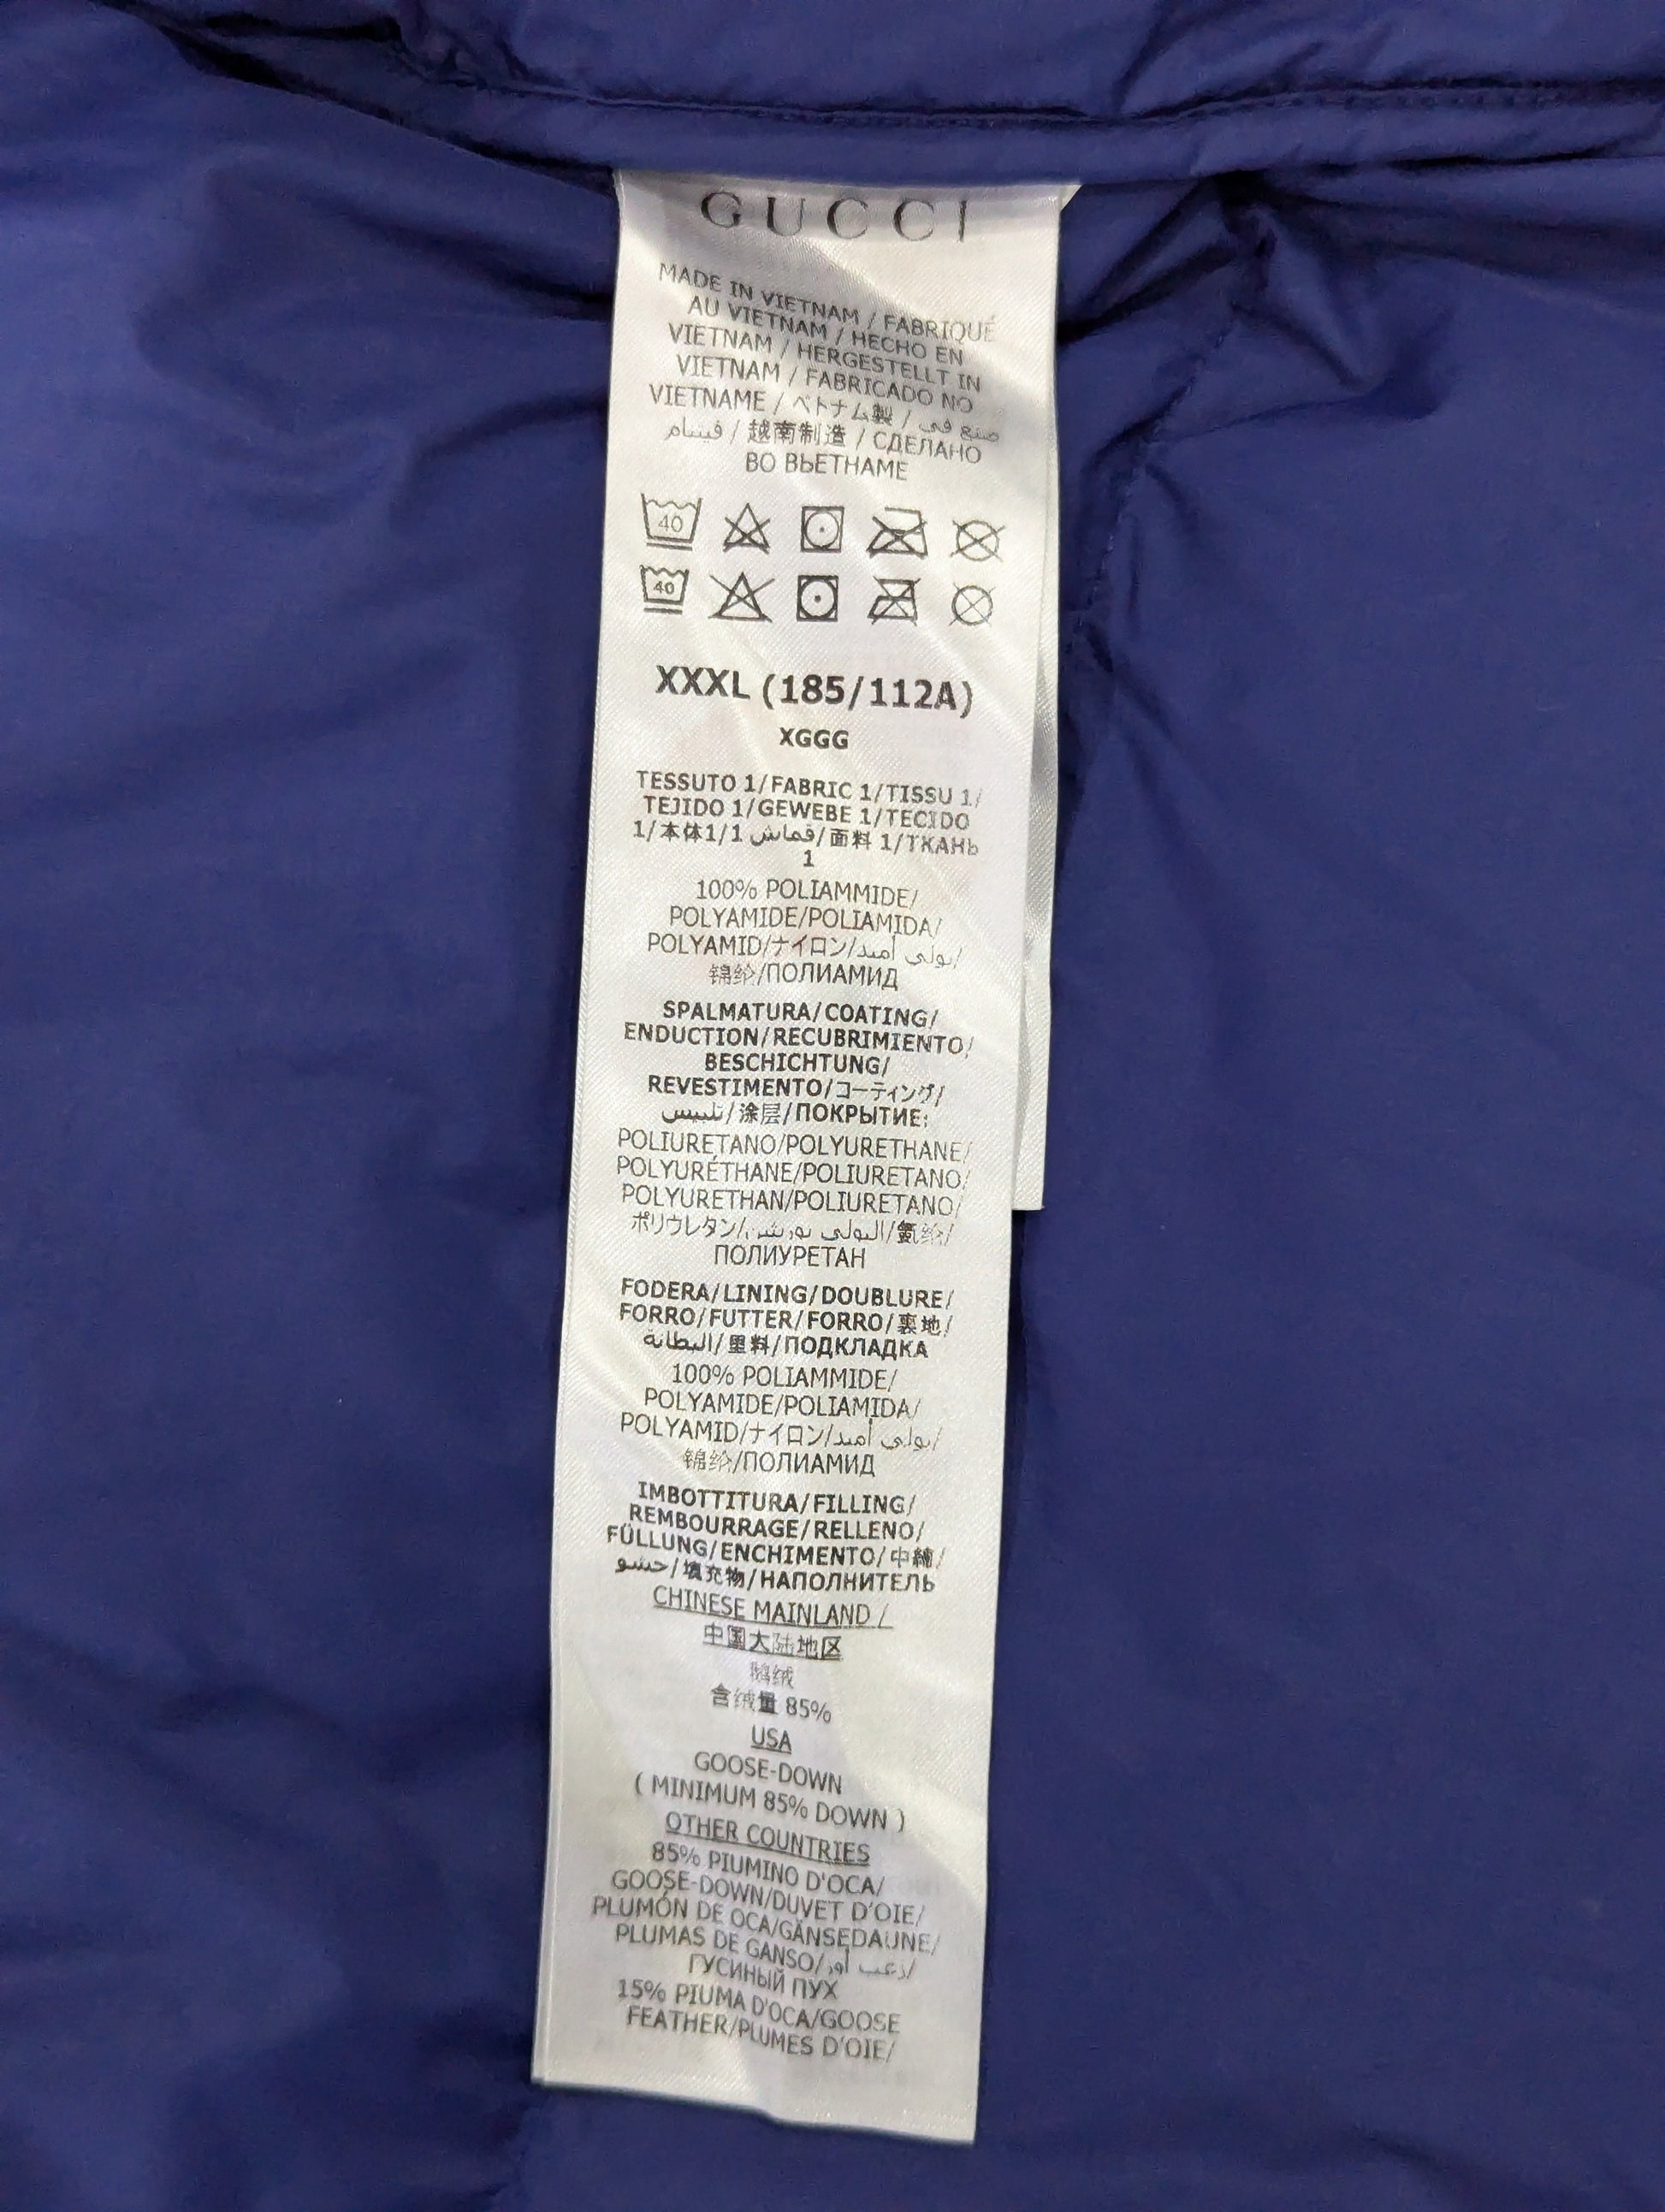 GUCCI
MADE IN VIETNAM / FABRIQUÉ
AU VIETNAM / HECHO EN
VIETNAM / HERGESTELLT IN
VIETNAM / FABRICADO NO
VIETNAME / ベトナム製 / صنع في
فيتنام / 越南制造 / СДЕЛАНО
ВО ВЬЕТНАМЕ
40
40
XXXL (185/112A)
XGGG
TESSUTO 1/FABRIC 1/TISSU 1/
TEJIDO 1/GEWEBE 1/TECIDO
1/本体1/1 قماش/面料 1/ТКАНЬ
1
100% POLIAMMIDE/
POLYAMIDE/POLIAMIDA/
POLYAMID/ナイロン/بولي أميد/
锦纶/ПОЛИАМИД
SPALMATURA/COATING/
ENDUCTION/RECUBRIMIENTO/
BESCHICHTUNG/
REVESTIMENTO/コーティング/
تلبيس/涂层/ПОКРЫТИЕ:
POLIURETANO/POLYURETHANE/
POLYURÉTHANE/POLIURETANO/
POLYURETHAN/POLIURETANO/
ポリウレタン/البولي يوريثين/氨纶/
ПОЛИУРЕТАН
FODERA/LINING/DOUBLURE/
FORRO/FUTTER/FORRO/裏地/
البطانة/里料/ПОДКЛАДКА
100% POLIAMMIDE/
POLYAMIDE/POLIAMIDA/
POLYAMID/ナイロン/بولي أميد/
锦纶/ПОЛИАМИД
IMBOTTITURA/FILLING/
REMBOURRAGE/RELLENO/
FÜLLUNG/ENCHIMENTO/中綿/
حشو/填充物/НАПОЛНИТЕЛЬ
CHINESE MAINLAND /
中国大陆地区
鹅绒
含绒量 85%
USA
GOOSE-DOWN
( MINIMUM 85% DOWN )
OTHER COUNTRIES
85% PIUMINO D'OCA/
GOOSE-DOWN/DUVET D'OIE/
PLUMÓN DE OCA/GÄNSEDAUNE/
PLUMAS DE GANSO/زغب أوز/
ГУСИНЫЙ ПУХ
15% PIUMA D'OCA/GOOSE
FEATHER/PLUMES D'OIE/